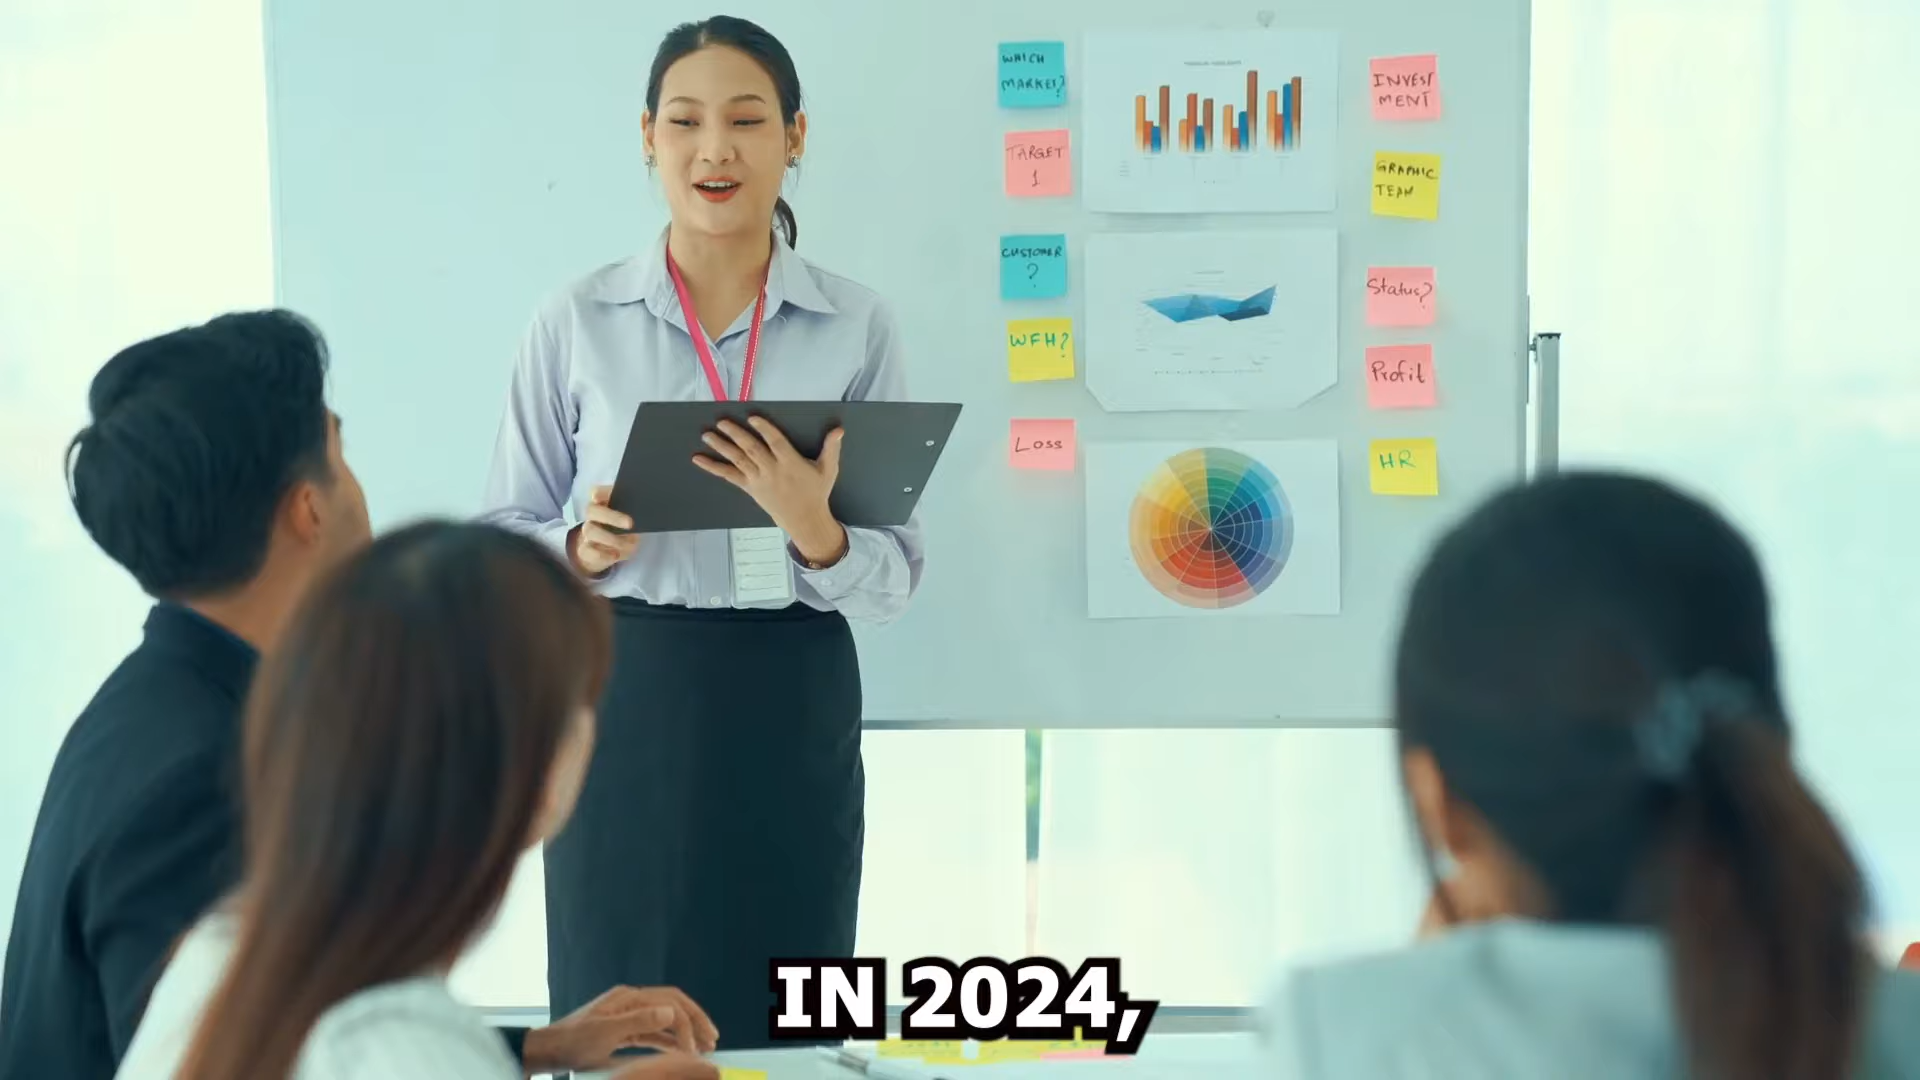 WHICH
MARKET?
TARGET
1
CUSTOMER
?
WFH?
Loss
INVEST
MENT
GRAPHIC
TEAM
Status?
Profit
HR
IN 2024,